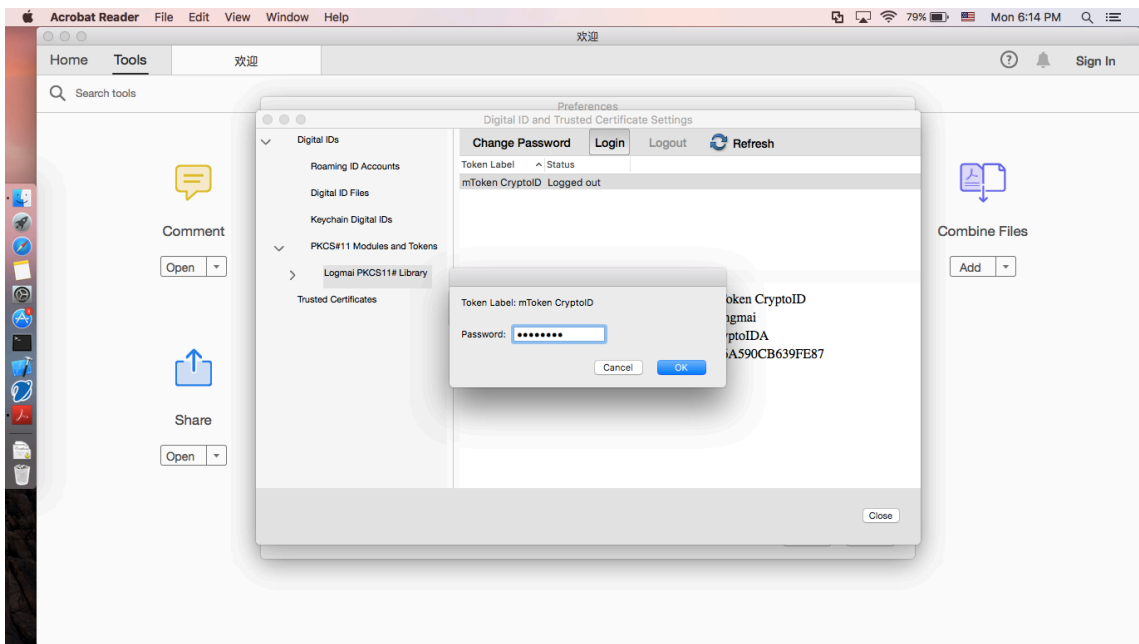 Acrobat Reader File Edit View Window Help 79% Mon 6:14 PM
欢迎
Home Tools 欢迎 Sign In
Search tools
Preferences
Digital ID and Trusted Certificate Settings
Digital IDs
Change Password Login Logout Refresh
Roaming ID Accounts
Token Label Status
Digital ID Files
mToken CryptoID Logged out
Keychain Digital IDs
Comment
Combine Files
PKCS#11 Modules and Tokens
Open
Add
Logmai PKCS11# Library
Trusted Certificates
Token Label: mToken CryptoID
oken CryptoID
ngmai
Password: ••••••••
ptoIDA
A590CB639FE87
Cancel OK
Share
Open
Close